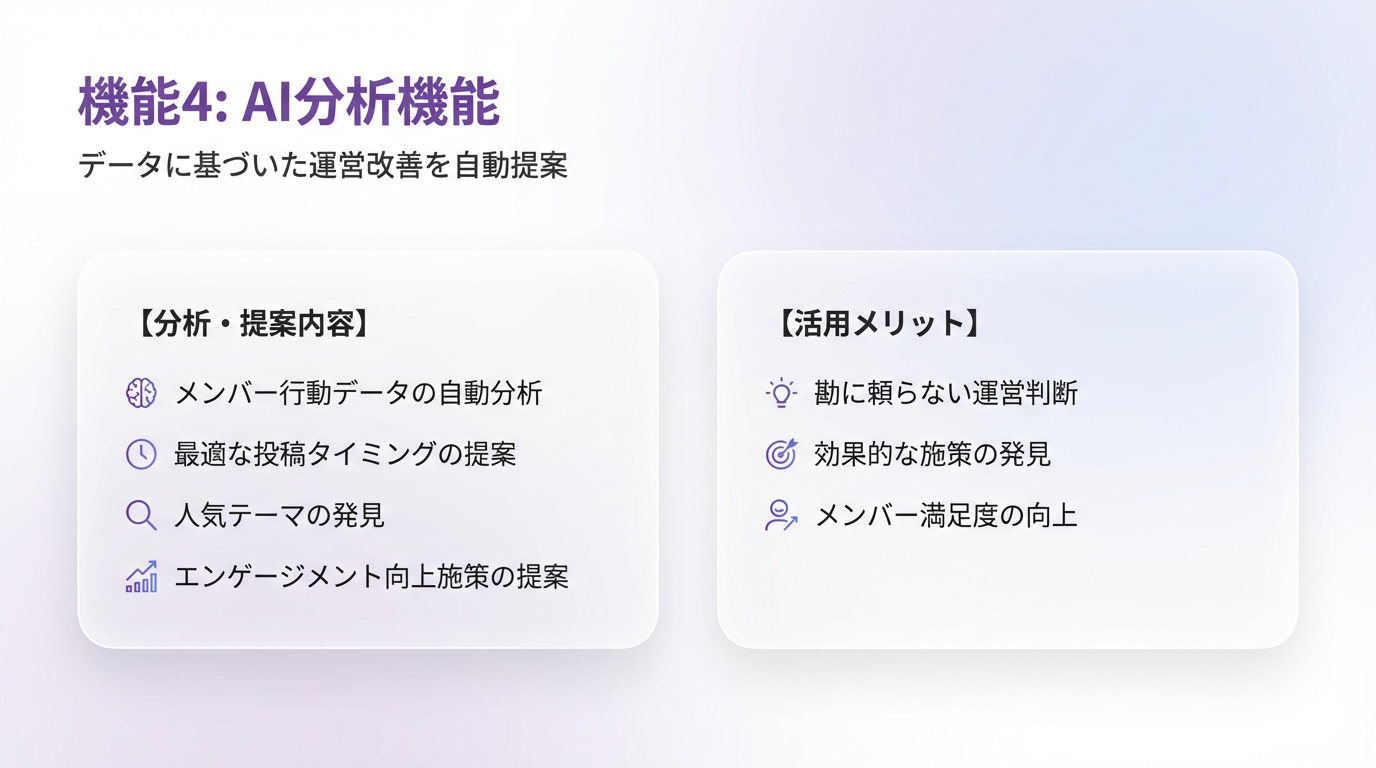 機能4: AI分析機能
データに基づいた運営改善を自動提案
【分析・提案内容】
メンバー行動データの自動分析
最適な投稿タイミングの提案
人気テーマの発見
エンゲージメント向上施策の提案
【活用メリット】
勘に頼らない運営判断
効果的な施策の発見
メンバー満足度の向上